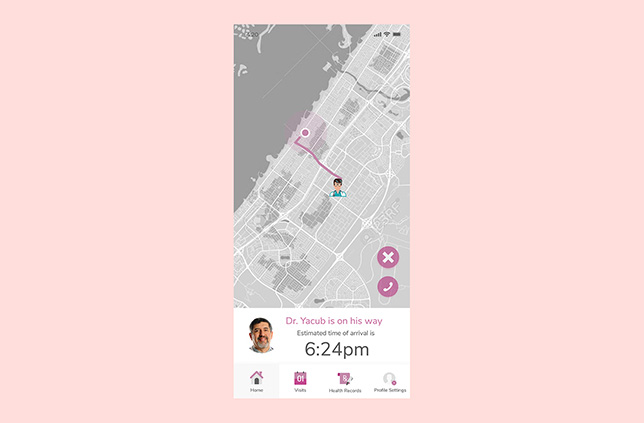 Dr. Yacub is on his way
Estimated time of arrival is
6:24pm
01
Home
Visits
Health Records
Profile Settings